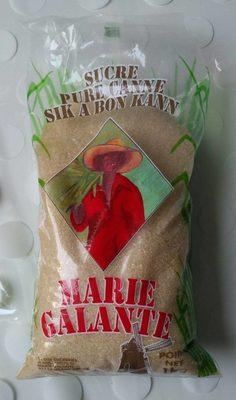 SUCRE
PURE CANNE
SIK A BON KANN
MARIE
GALANTE
POIDS
NET